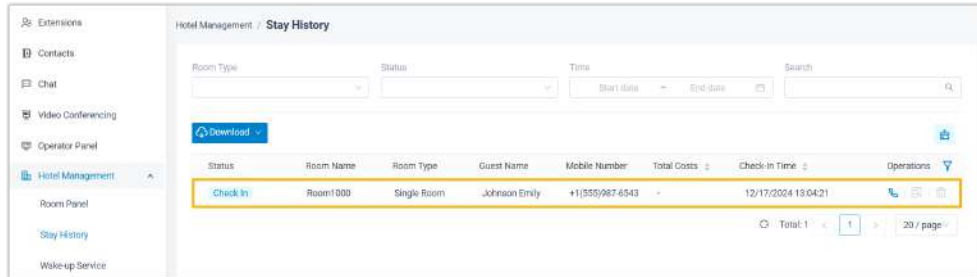 Extensions
Contacts
Chat
Video Conferencing
Operator Panel
Hotel Management
Room Panel
Stay History
Wake-up Service
Hotel Management / Stay History
Room Type Status Time Search
Start date End date
Download
Status Room Name Room Type Guest Name Mobile Number Total Costs Check-In Time Operations
Check In Room1000 Single Room Johnson Emily +1(555)987-6543 - 12/17/2024 13:04:21
Total: 1 < 1 > 20 / page